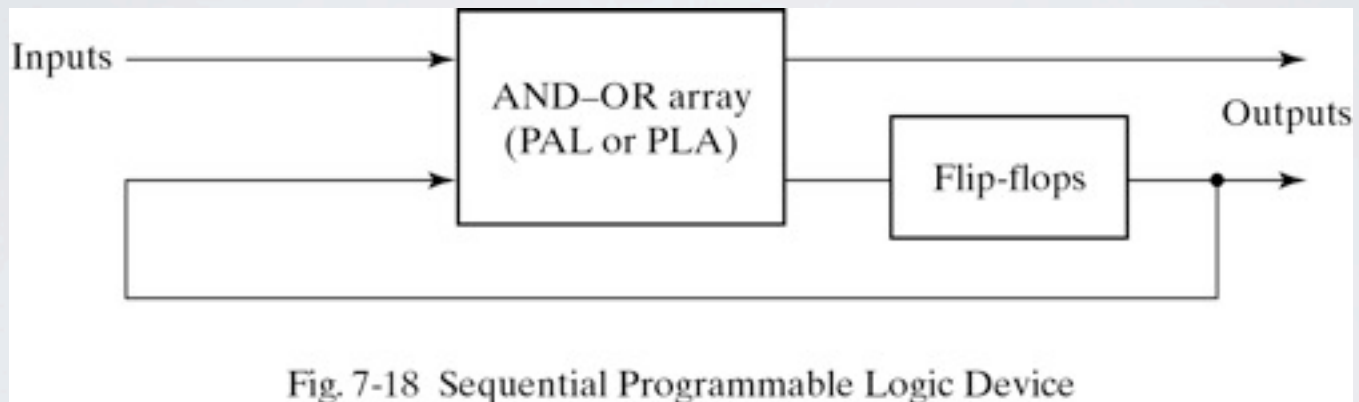 Inputs
AND–OR array
(PAL or PLA)
Flip-flops
Outputs
Fig. 7-18 Sequential Programmable Logic Device